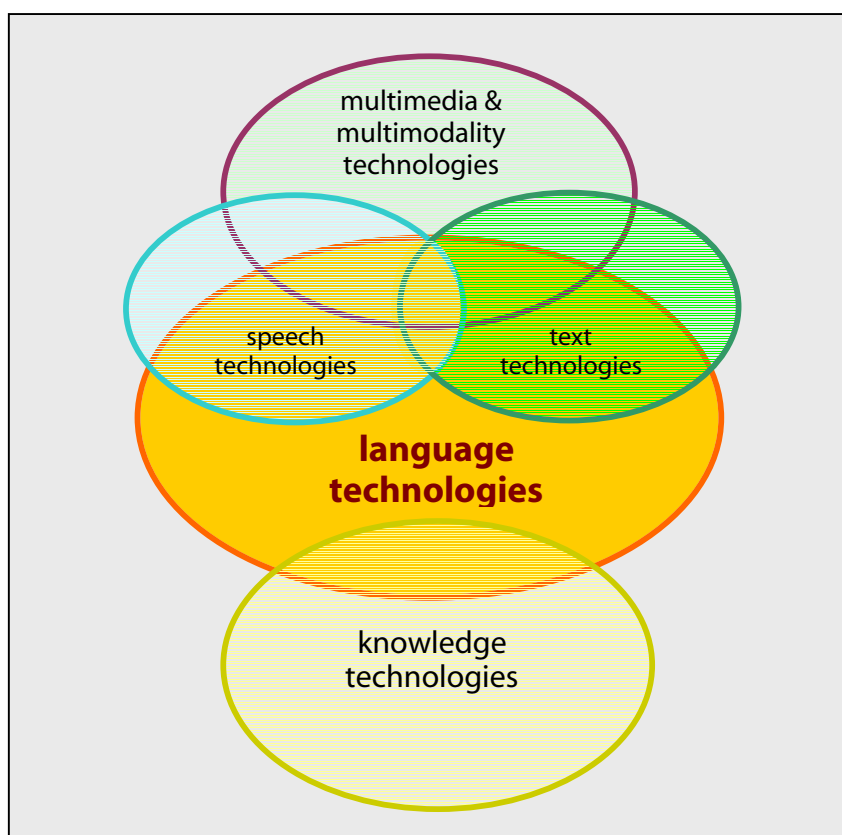 multimedia &
multimodality
technologies
speech
technologies
text
technologies
language
technologies
knowledge
technologies